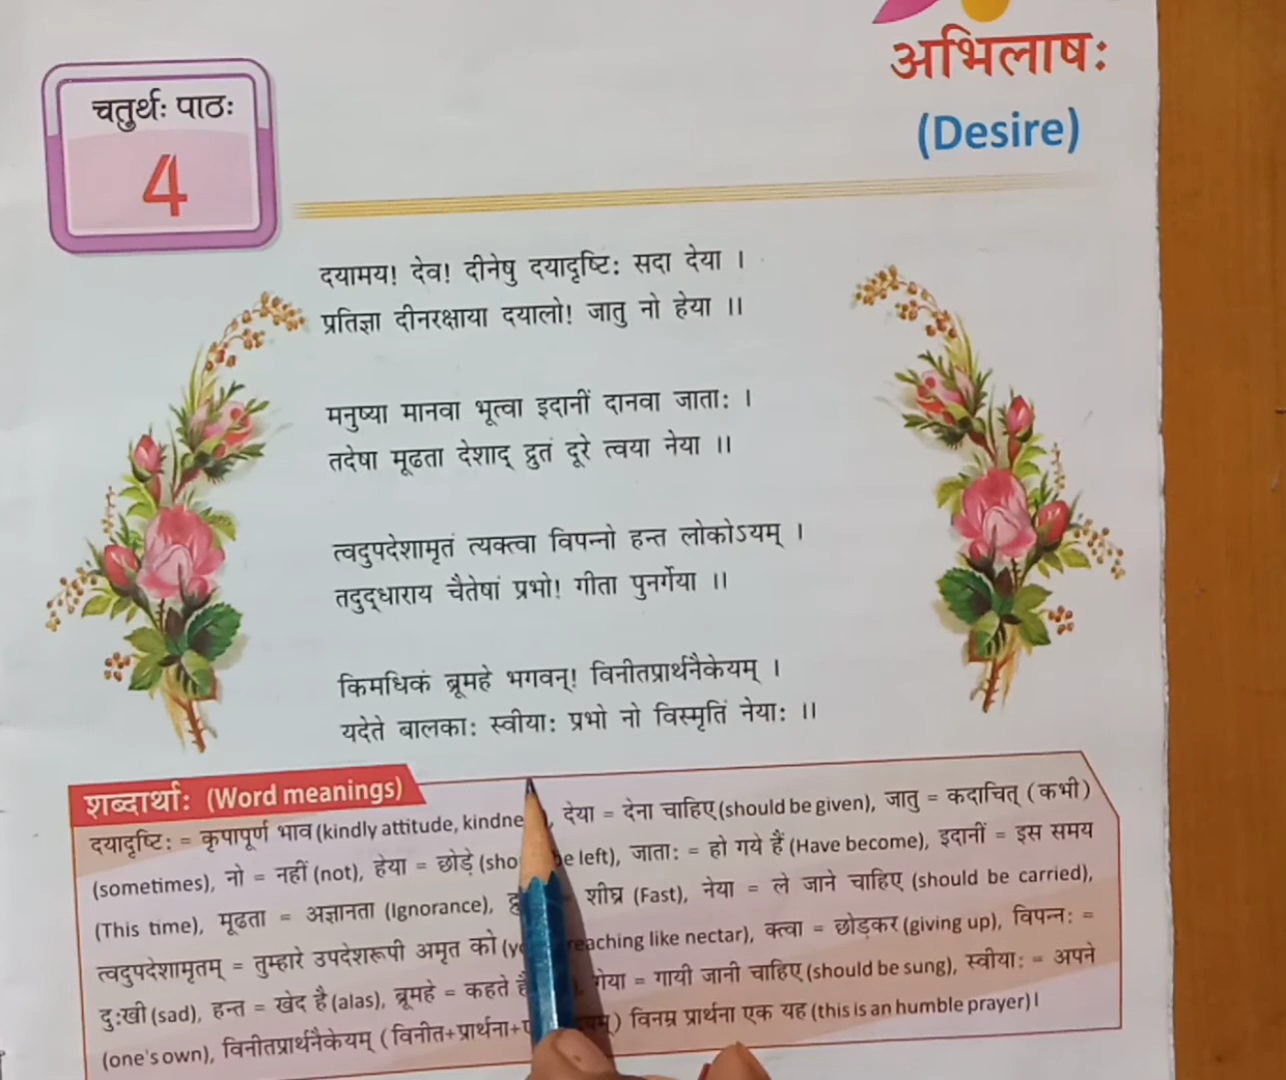 अभिलाषः
(Desire)
चतुर्थः पाठः
4
दयामय! देव! दीनेषु दयादृष्टिः सदा देया ।
प्रतिज्ञा दीनरक्षाया दयालो! जातु नो हेया ।।
मनुष्या मानवा भूत्वा इदानीं दानवा जाताः ।
तदेषा मूढता देशाद् द्रुतं दूरे त्वया नेया ।।
त्वदुपदेशामृतं त्यक्त्वा विपन्नो हन्त लोकोऽयम् ।
तदुद्धाराय चैतेषां प्रभो! गीता पुनर्गेया ।।
किमधिकं ब्रूमहे भगवन्! विनीतप्रार्थनैकेयम् ।
यदेते बालकाः स्वीयाः प्रभो नो विस्मृतिं नेयाः ।।
शब्दार्थाः (Word meanings)
दयादृष्टिः = कृपापूर्ण भाव (kindly attitude, देया = देना चाहिए (should be given), जातु = कदाचित् (कभी)
(sometimes), नो = नहीं (not), हेया = छोड़े left), जाताः = हो गये हैं (Have become), इदानीं = इस समय
(This time), मूढता = अज्ञानता (Ignorance), = शीघ्र (Fast), नेया = ले जाने चाहिए (should be carried),
त्वदुपदेशामृतम् = तुम्हारे उपदेशरूपी अमृत को like nectar), क्त्वा = छोड़कर (giving up), विपन्नः =
दुःखी (sad), हन्त = खेद है (alas), ब्रूमहे = कहते गेया = गायी जानी चाहिए (should be sung), स्वीयाः = अपने
(one's own), विनीतप्रार्थनैकेयम् (विनीत+प्रार्थना+ विनम्र प्रार्थना एक यह (this is an humble prayer)।